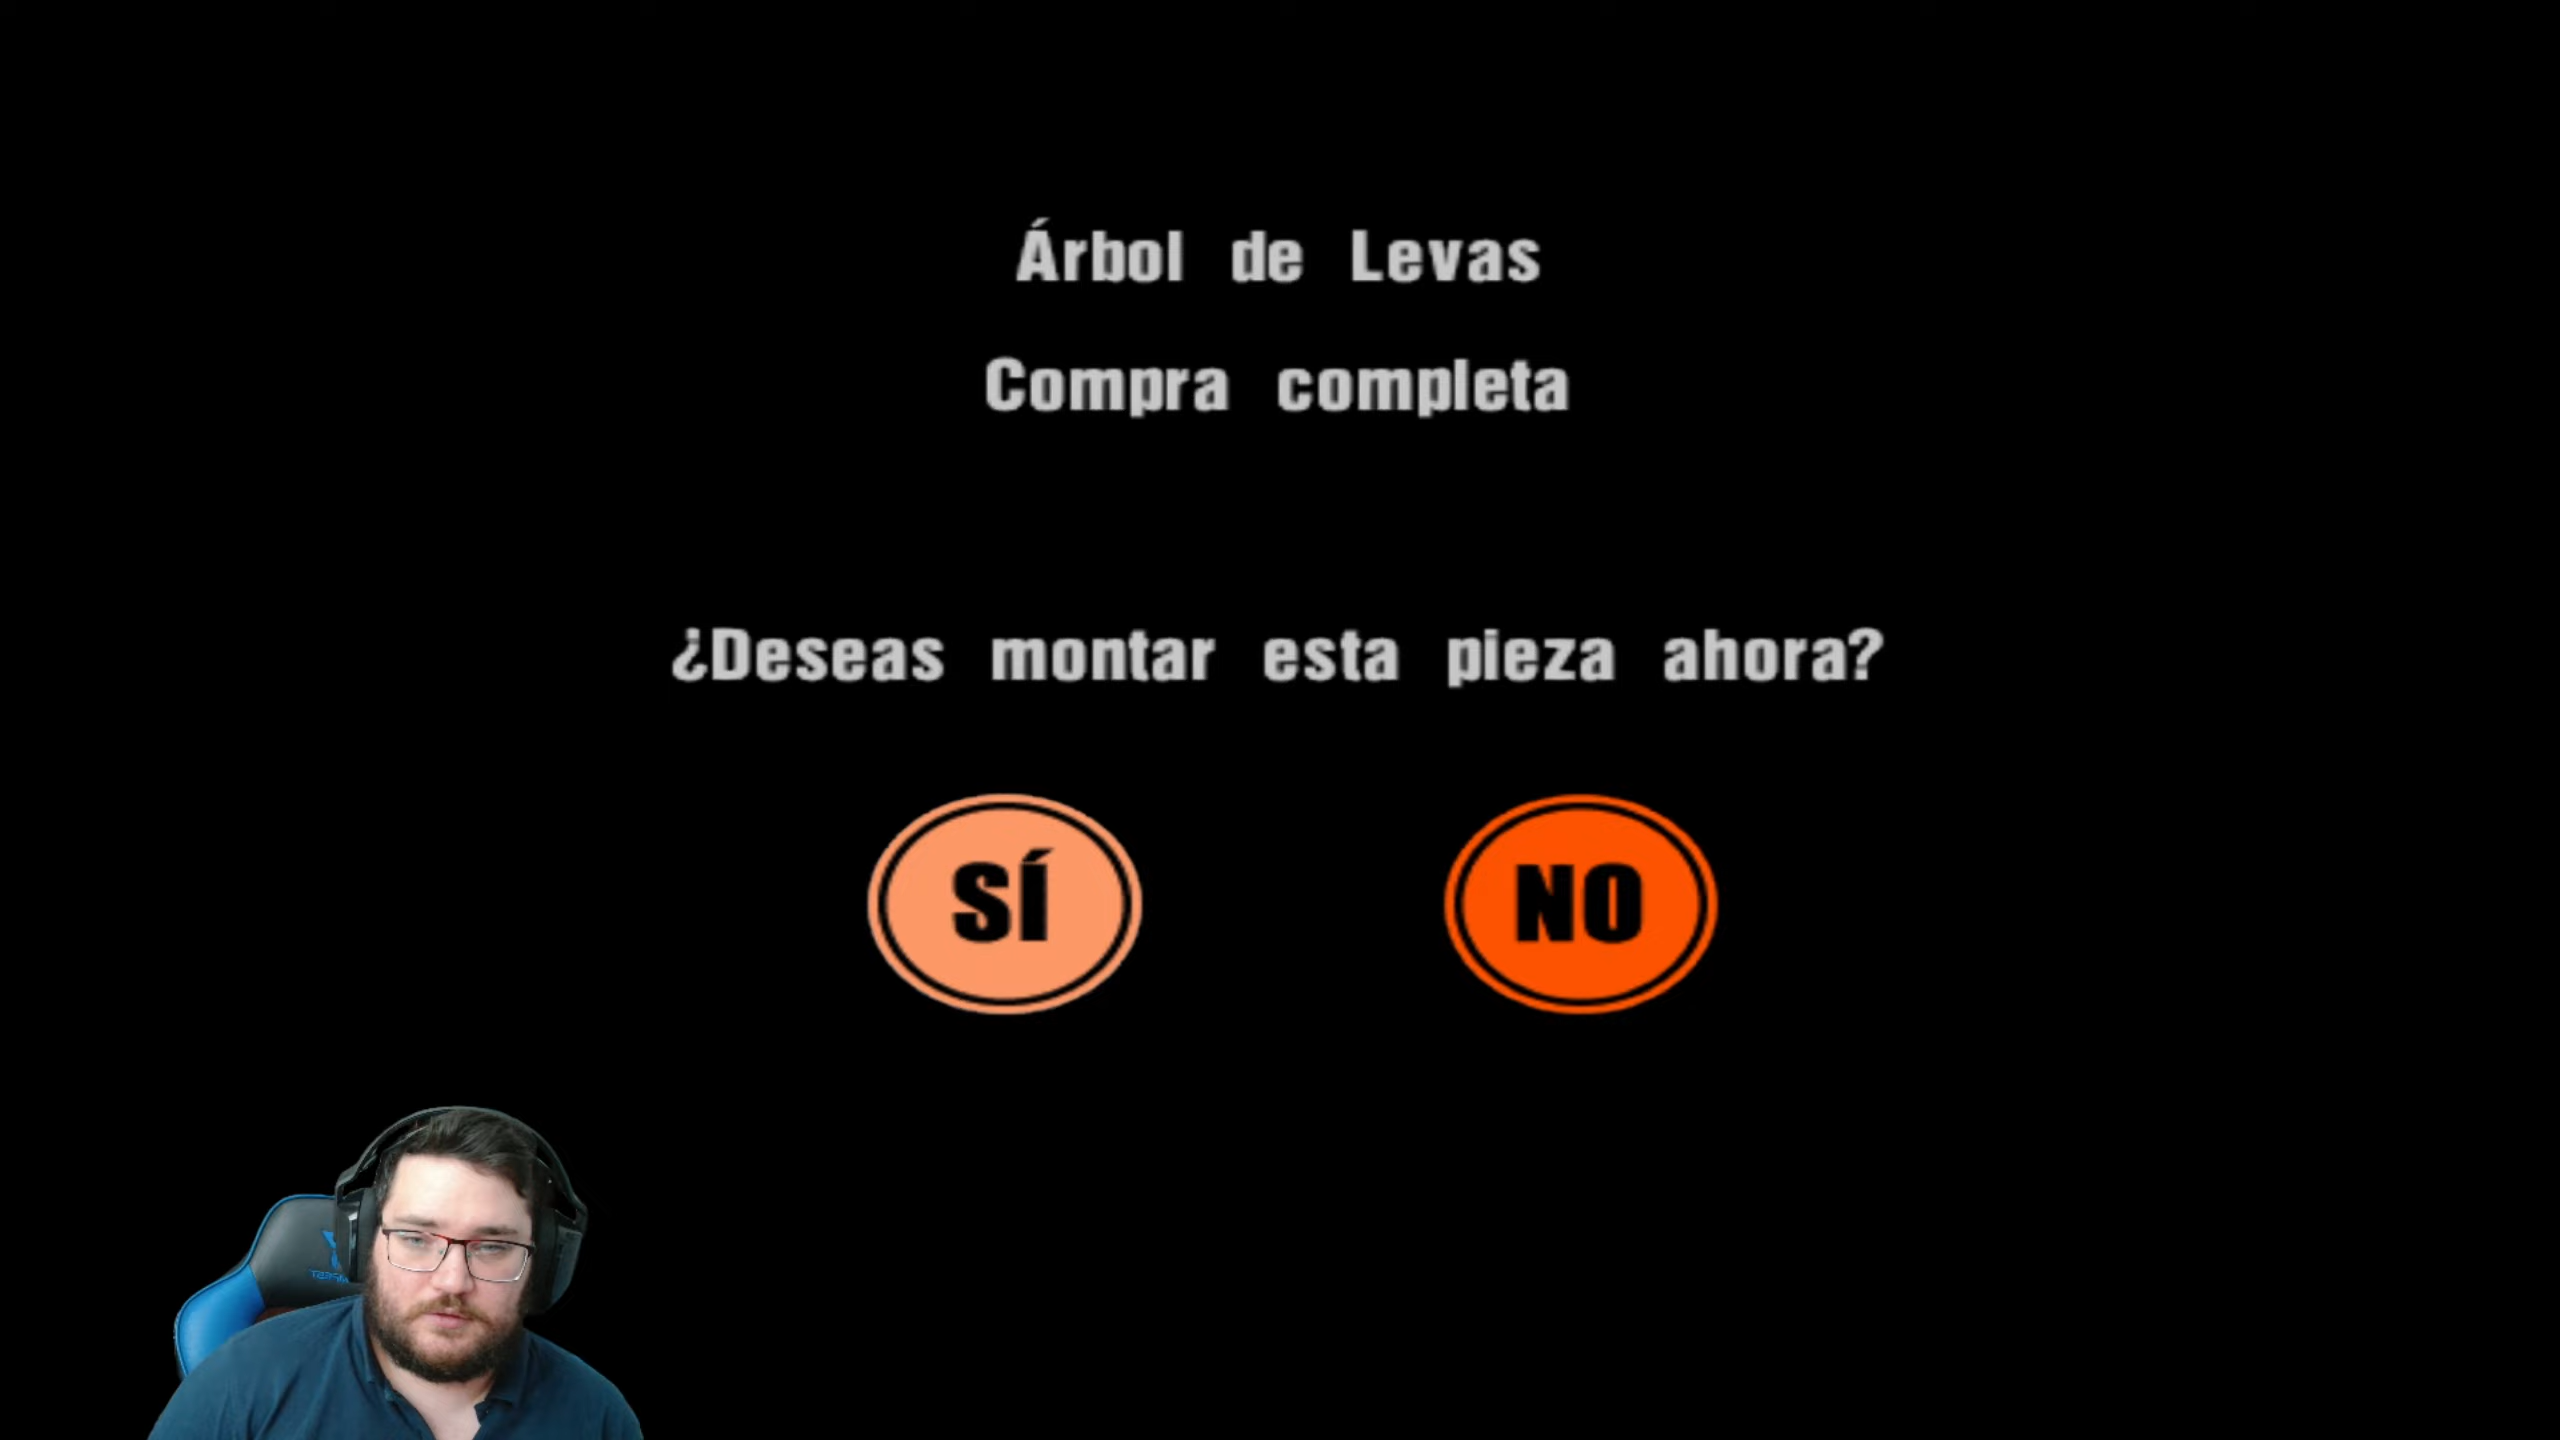 Árbol de Levas
Compra completa
¿Deseas montar esta pieza ahora?
SÍ
NO